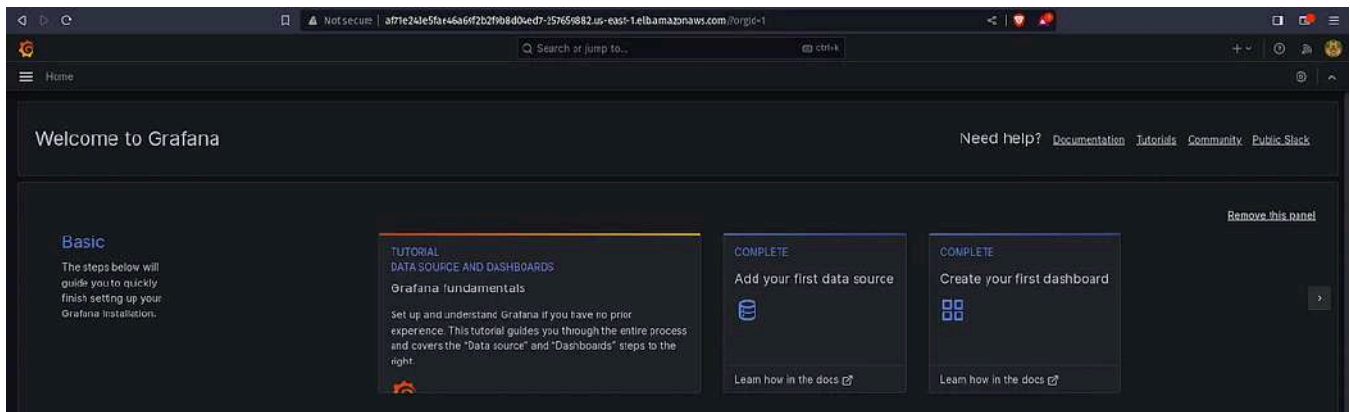 Not secure
.us-east-1.elb.amazonaws.com/?orgId=1
Search or jump to...
ctrl+k
Home
Welcome to Grafana
Need help? Documentation Tutorials Community Public Slack
Remove this panel
Basic
The steps below will
guide you to quickly
finish setting up your
Grafana installation.
TUTORIAL
DATA SOURCE AND DASHBOARDS
Grafana fundamentals
Set up and understand Grafana if you have no prior
experience. This tutorial guides you through the entire process
and covers the "Data source" and "Dashboards" steps to the
right.
COMPLETE
Add your first data source
Learn how in the docs
COMPLETE
Create your first dashboard
Learn how in the docs